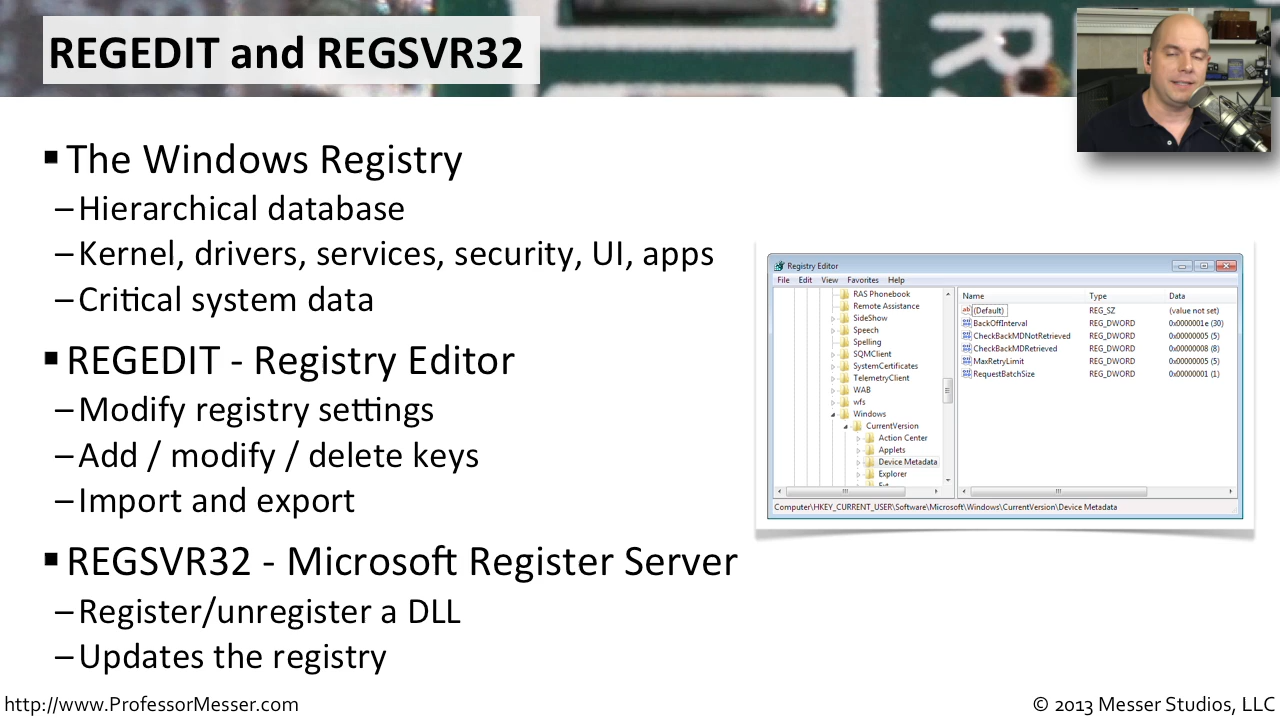 REGEDIT and REGSVR32
▪ The Windows Registry
–Hierarchical database
–Kernel, drivers, services, security, UI, apps
–Critical system data
▪ REGEDIT - Registry Editor
–Modify registry settings
–Add / modify / delete keys
–Import and export
▪ REGSVR32 - Microsoft Register Server
–Register/unregister a DLL
–Updates the registry
Registry Editor
File Edit View Favorites Help
RAS Phonebook
Remote Assistance
SideShow
Speech
Spelling
SQMClient
SystemCertificates
TelemetryClient
WAB
wfs
Windows
CurrentVersion
Action Center
Applets
Device Metadata
Explorer
Name Type Data
(Default) REG_SZ (value not set)
BackOffInterval REG_DWORD 0x0000001e (30)
CheckBackMDNotRetrieved REG_DWORD 0x00000005 (5)
CheckBackMDRetrieved REG_DWORD 0x00000008 (8)
MaxRetryLimit REG_DWORD 0x00000005 (5)
RequestBatchSize REG_DWORD 0x00000001 (1)
Computer\HKEY_CURRENT_USER\Software\Microsoft\Windows\CurrentVersion\Device Metadata
http://www.ProfessorMesser.com
© 2013 Messer Studios, LLC